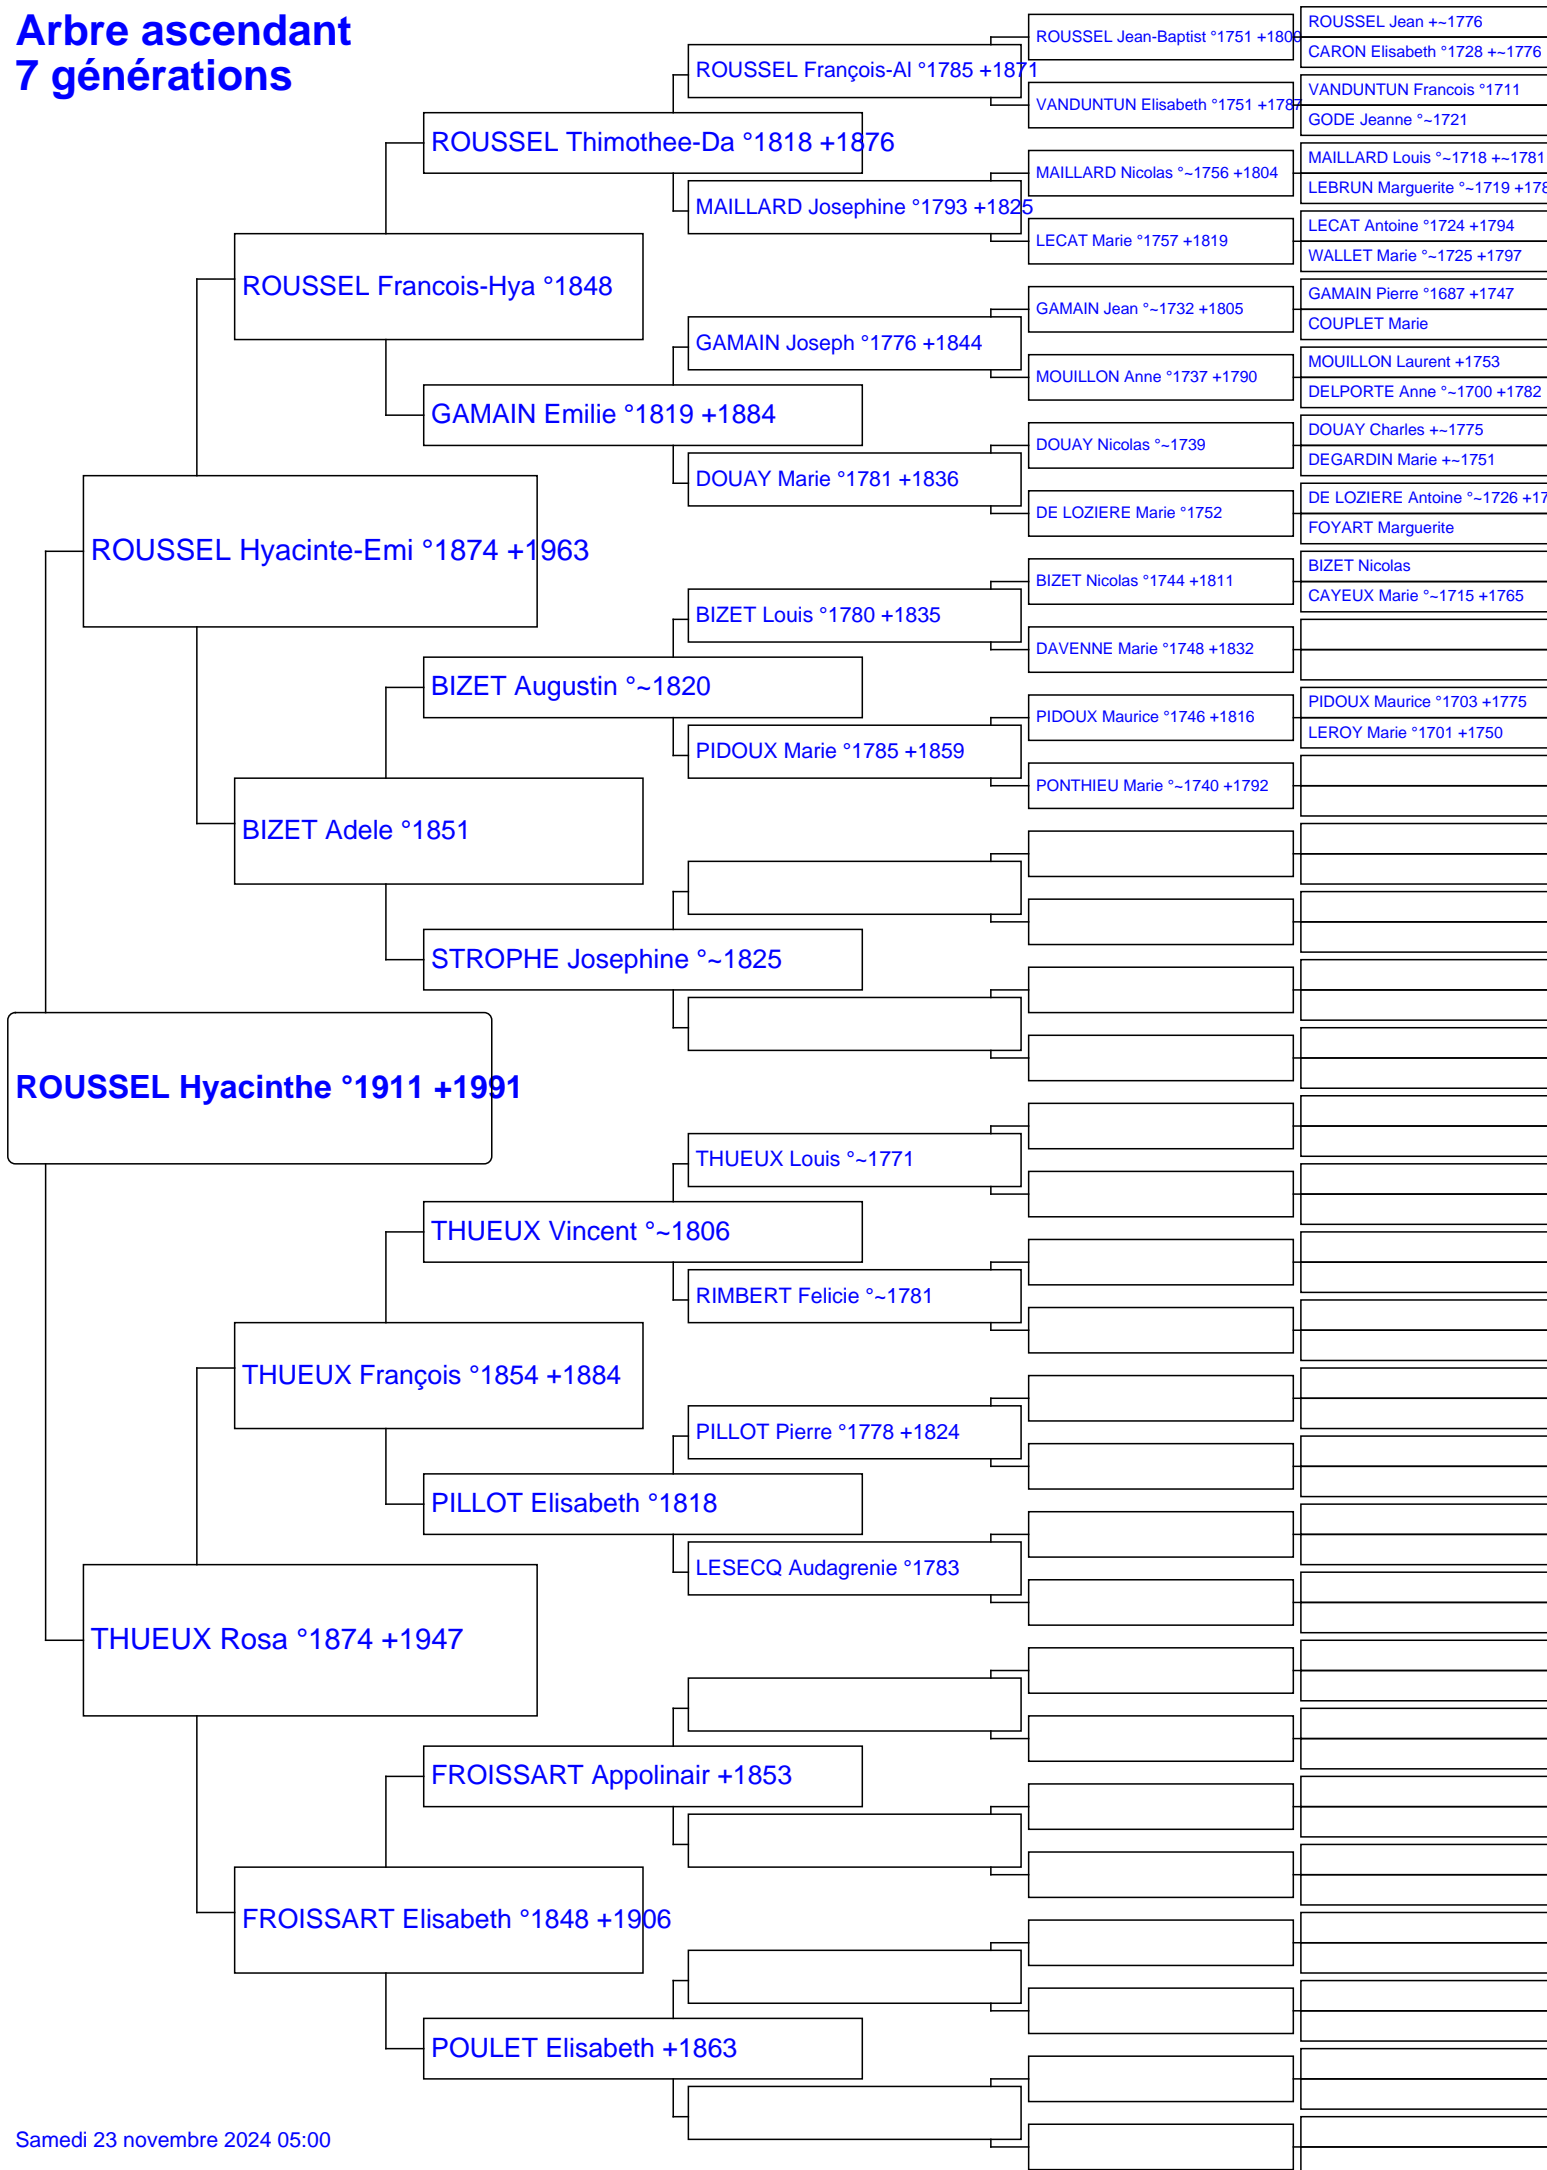 Arbre ascendant
7 générations
ROUSSEL Hyacinthe °1911 +1991
ROUSSEL Hyacinte-Emi °1874 +1963
THUEUX Rosa °1874 +1947
ROUSSEL Francois-Hya °1848
BIZET Adele °1851
THUEUX François °1854 +1884
FROISSART Elisabeth °1848 +1906
ROUSSEL Thimothee-Da °1818 +1876
GAMAIN Emilie °1819 +1884
BIZET Augustin °~1820
STROPHE Josephine °~1825
THUEUX Vincent °~1806
PILLOT Elisabeth °1818
FROISSART Appolinair +1853
POULET Elisabeth +1863
ROUSSEL François-Al °1785 +1871
MAILLARD Josephine °1793 +1825
GAMAIN Joseph °1776 +1844
DOUAY Marie °1781 +1836
BIZET Louis °1780 +1835
PIDOUX Marie °1785 +1859
THUEUX Louis °~1771
RIMBERT Felicie °~1781
PILLOT Pierre °1778 +1824
LESECQ Audagrenie °1783
ROUSSEL Jean-Baptist °1751
VANDUNTUN Elisabeth °1751 +1787
MAILLARD Nicolas °~1756 +1804
LECAT Marie °1757 +1819
GAMAIN Jean °~1732 +1805
MOUILLON Anne °1737 +1790
DOUAY Nicolas °~1739
DE LOZIERE Marie °1752
BIZET Nicolas °1744 +1811
DAVENNE Marie °1748 +1832
PIDOUX Maurice °1746 +1816
PONTHIEU Marie °~1740 +1792
ROUSSEL Jean +~1776
CARON Elisabeth °1728 +~1776
VANDUNTUN Francois °1711
GODE Jeanne °~1721
MAILLARD Louis °~1718 +~1781
LEBRUN Marguerite °~1719
LECAT Antoine °1724 +1794
WALLET Marie °~1725 +1797
GAMAIN Pierre °1687 +1747
COUPLET Marie
MOUILLON Laurent +1753
DELPORTE Anne °~1700 +1782
DOUAY Charles +~1775
DEGARDIN Marie +~1751
DE LOZIERE Antoine °~1726
FOYART Marguerite
BIZET Nicolas
CAYEUX Marie °~1715 +1765
PIDOUX Maurice °1703 +1775
LEROY Marie °1701 +1750
Samedi 23 novembre 2024 05:00